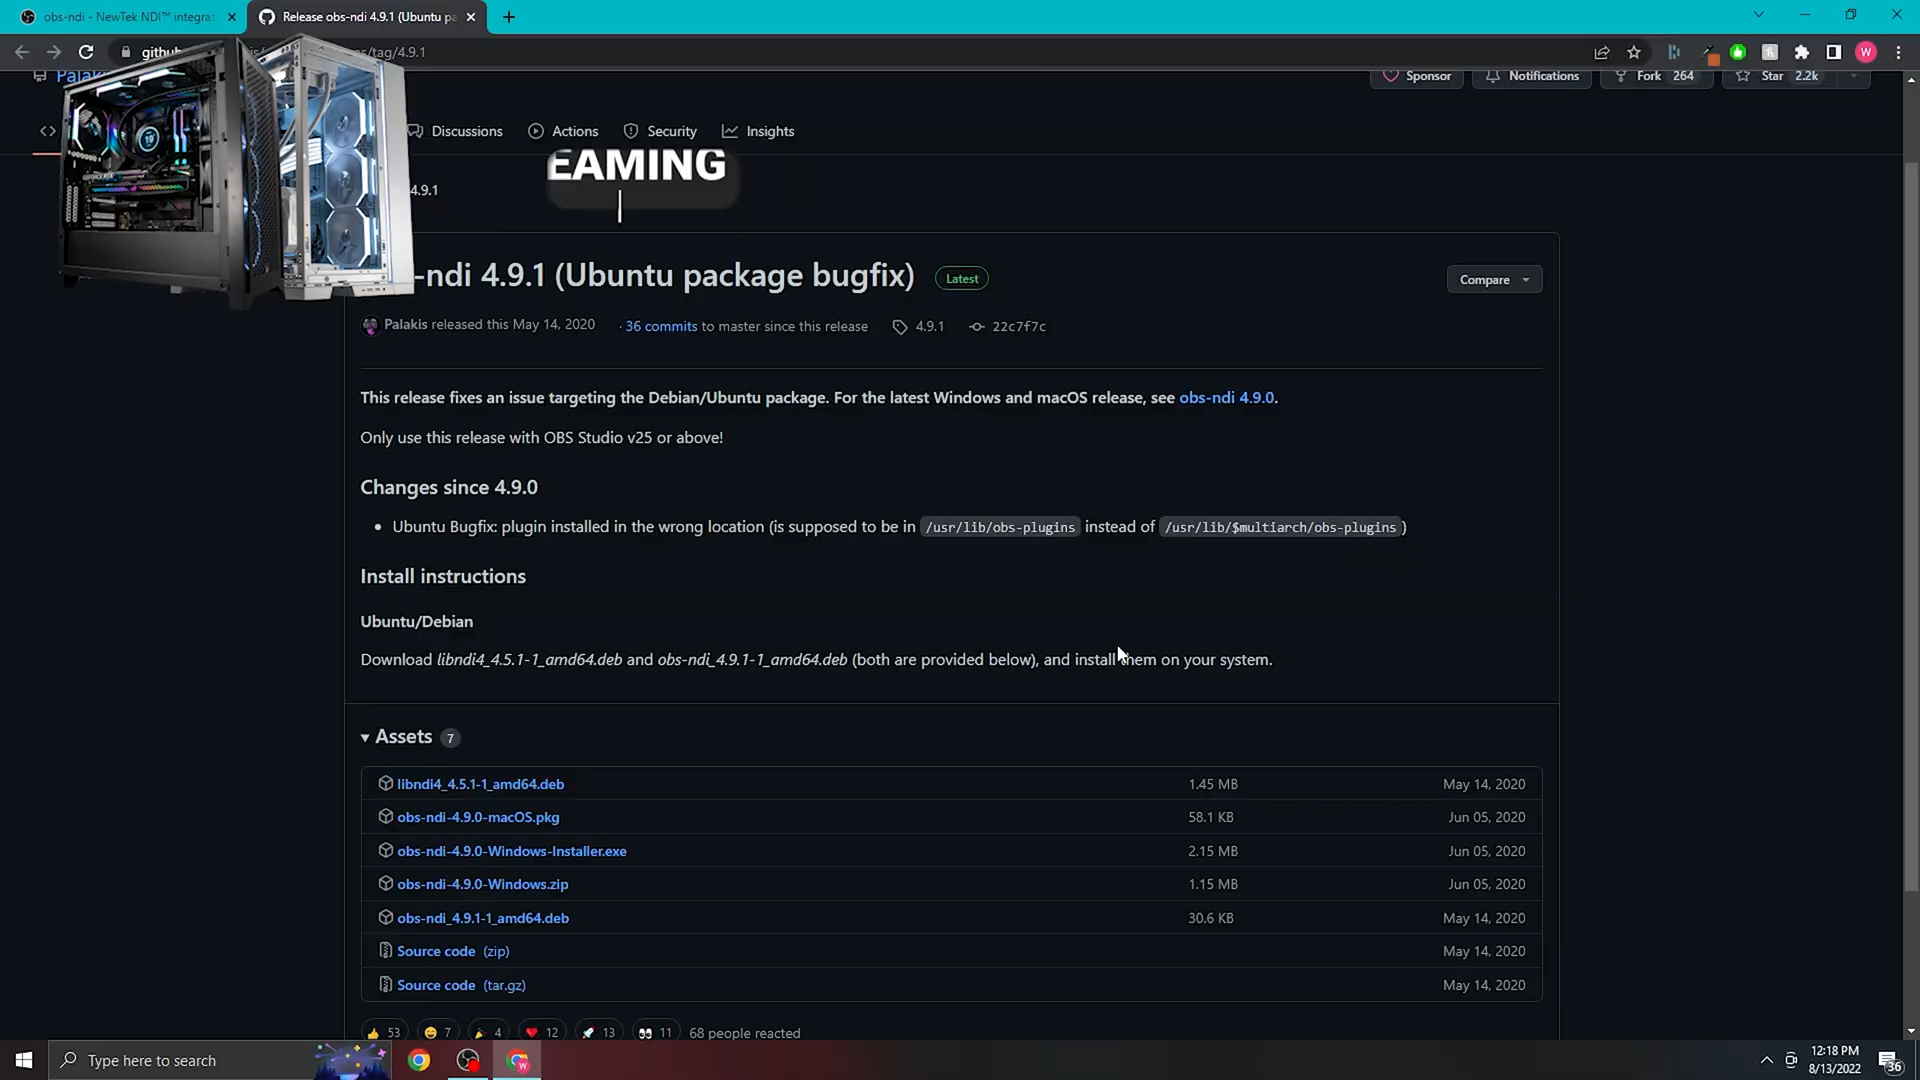 obs-ndi - NewTek NDI™ integrat
Release obs-ndi 4.9.1 (Ubuntu pa
/tag/4.9.1
Sponsor
Notifications
Fork 264
Star 2.2k
Discussions
Actions
Security
Insights
EAMING
4.9.1
-ndi 4.9.1 (Ubuntu package bugfix)
Latest
Compare
Palakis released this May 14, 2020
· 36 commits to master since this release
4.9.1
22c7f7c
This release fixes an issue targeting the Debian/Ubuntu package. For the latest Windows and macOS release, see obs-ndi 4.9.0.
Only use this release with OBS Studio v25 or above!
Changes since 4.9.0
• Ubuntu Bugfix: plugin installed in the wrong location (is supposed to be in /usr/lib/obs-plugins instead of /usr/lib/$multiarch/obs-plugins)
Install instructions
Ubuntu/Debian
Download libndi4_4.5.1-1_amd64.deb and obs-ndi_4.9.1-1_amd64.deb (both are provided below), and install them on your system.
Assets 7
libndi4_4.5.1-1_amd64.deb 1.45 MB May 14, 2020
obs-ndi-4.9.0-macOS.pkg 58.1 KB Jun 05, 2020
obs-ndi-4.9.0-Windows-Installer.exe 2.15 MB Jun 05, 2020
obs-ndi-4.9.0-Windows.zip 1.15 MB Jun 05, 2020
obs-ndi_4.9.1-1_amd64.deb 30.6 KB May 14, 2020
Source code (zip) May 14, 2020
Source code (tar.gz) May 14, 2020
53 7 4 12 13 11 68 people reacted
Type here to search
12:18 PM
8/13/2022
36